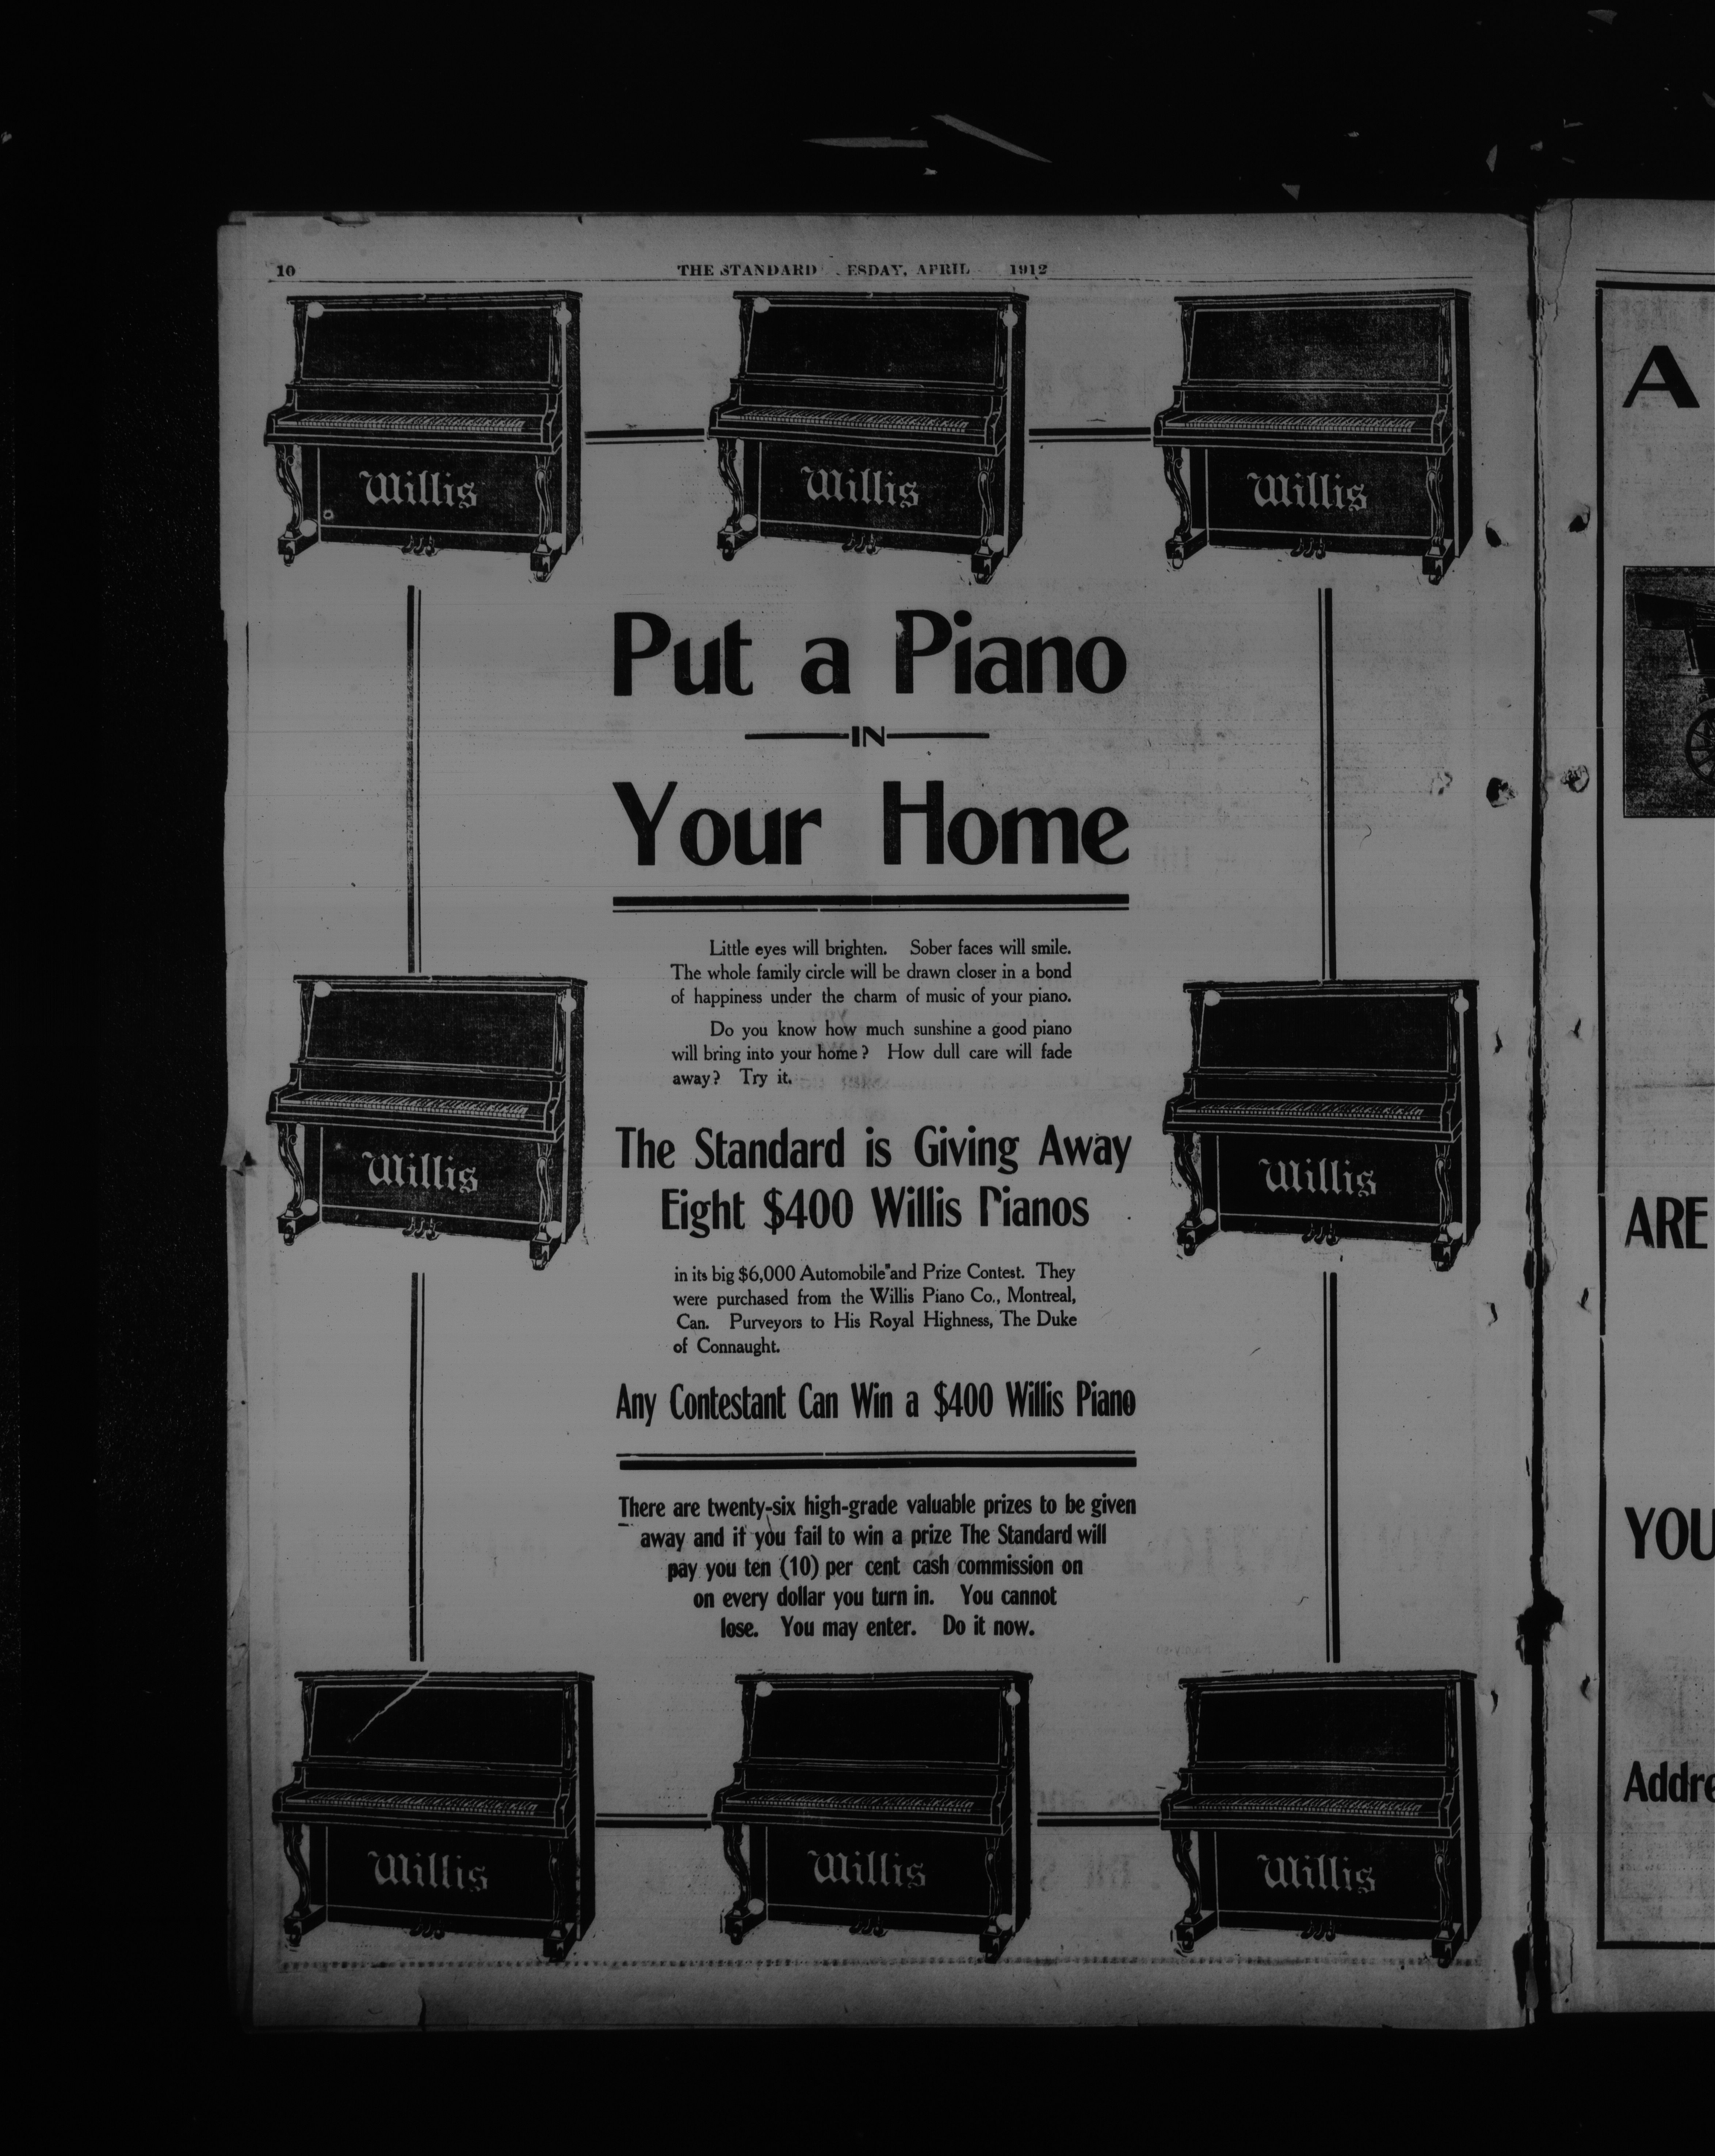 10
THE STANDARD ESDAY, APRIL 1912
Willis
Willis
Willis
Put a Piano
IN
Your Home
Little eyes will brighten. Sober faces will smile.
The whole family circle will be drawn closer in a bond
of happiness under the charm of music of your piano.
Do you know how much sunshine a good piano
will bring into your home? How dull care will fade
away? Try it.
Willis
Willis
The Standard is Giving Away
Eight $400 Willis Pianos
in its big $6,000 Automobile and Prize Contest. They
were purchased from the Willis Piano Co., Montreal,
Can. Purveyors to His Royal Highness, The Duke
of Connaught.
Any Contestant Can Win a $400 Willis Piano
There are twenty-six high-grade valuable prizes to be given
away and if you fail to win a prize The Standard will
pay you ten (10) per cent cash commission on
on every dollar you turn in. You cannot
lose. You may enter. Do it now.
Willis
Willis
Willis
A
ARE
YOU
Addre